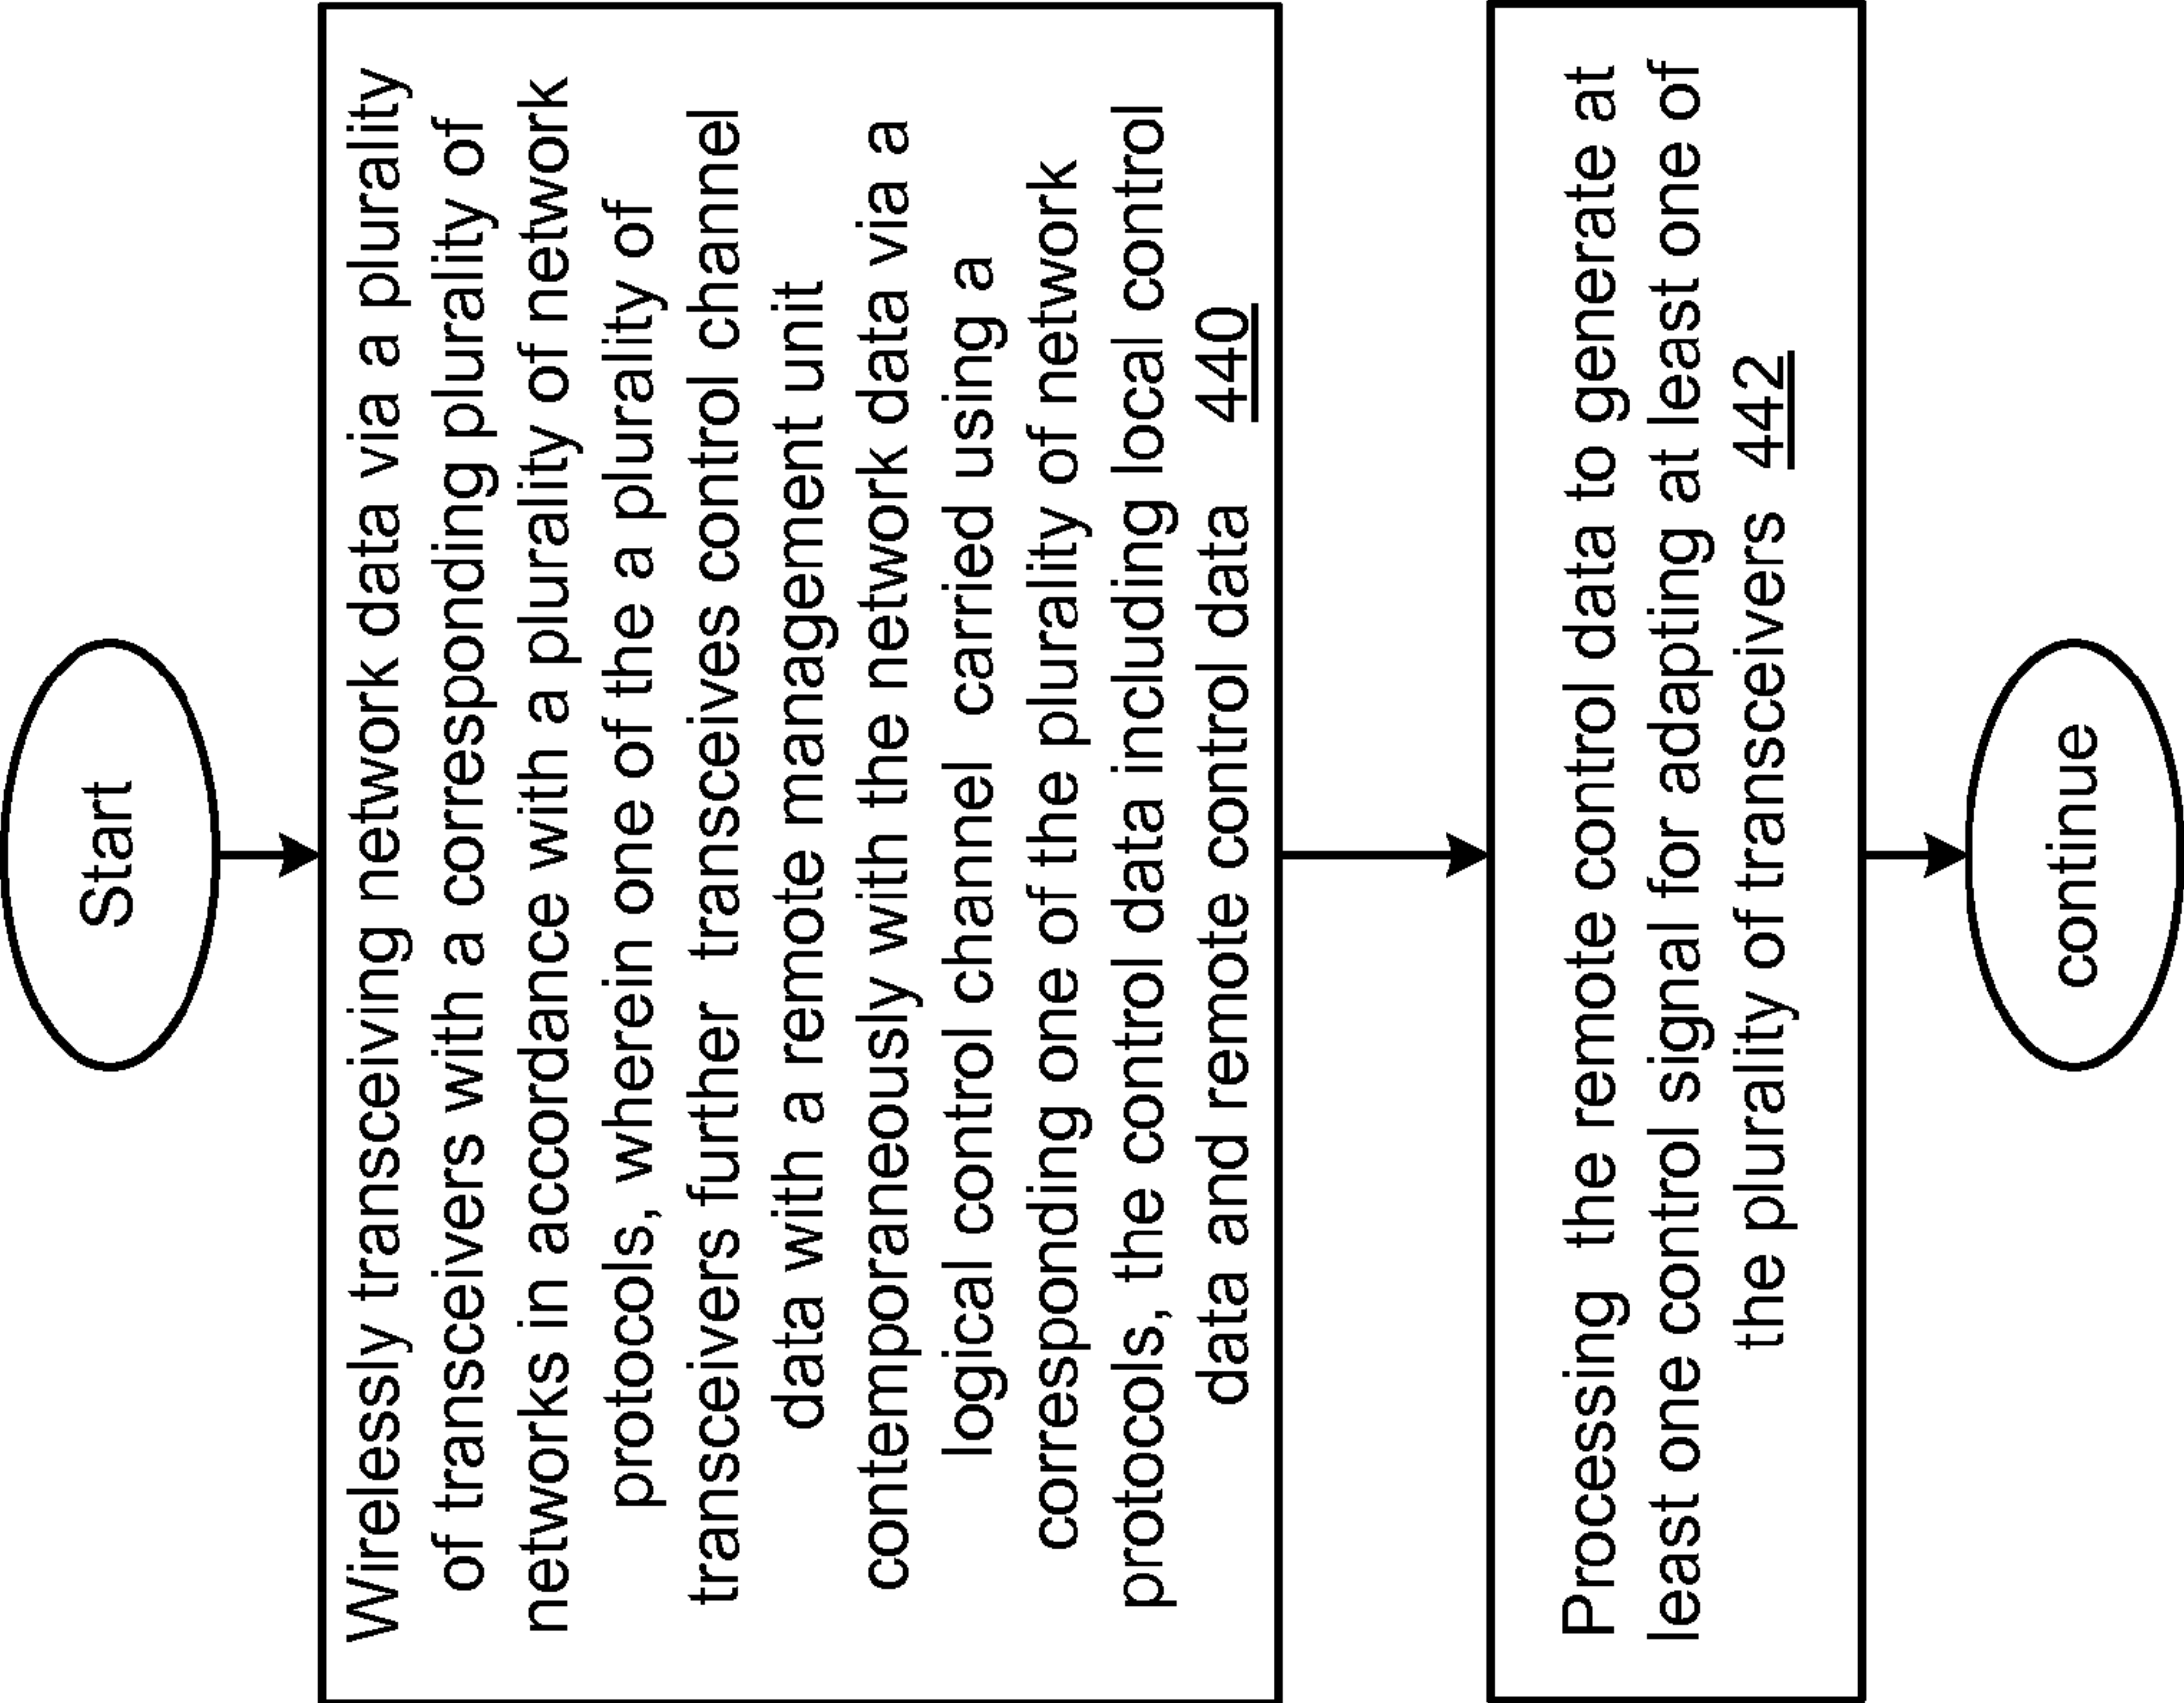 Start
Wirelessly transceiving network data via a plurality
of transceivers with a corresponding plurality of
networks in accordance with a plurality of network
protocols, wherein one of the a plurality of
transceivers further transceives control channel
data with a remote management unit
contemporaneously with the network data via a
logical control channel carried using a
corresponding one of the plurality of network
protocols, the control data including local control
data and remote control data 440
Processing the remote control data to generate at
least one control signal for adapting at least one of
the plurality of transceivers 442
continue